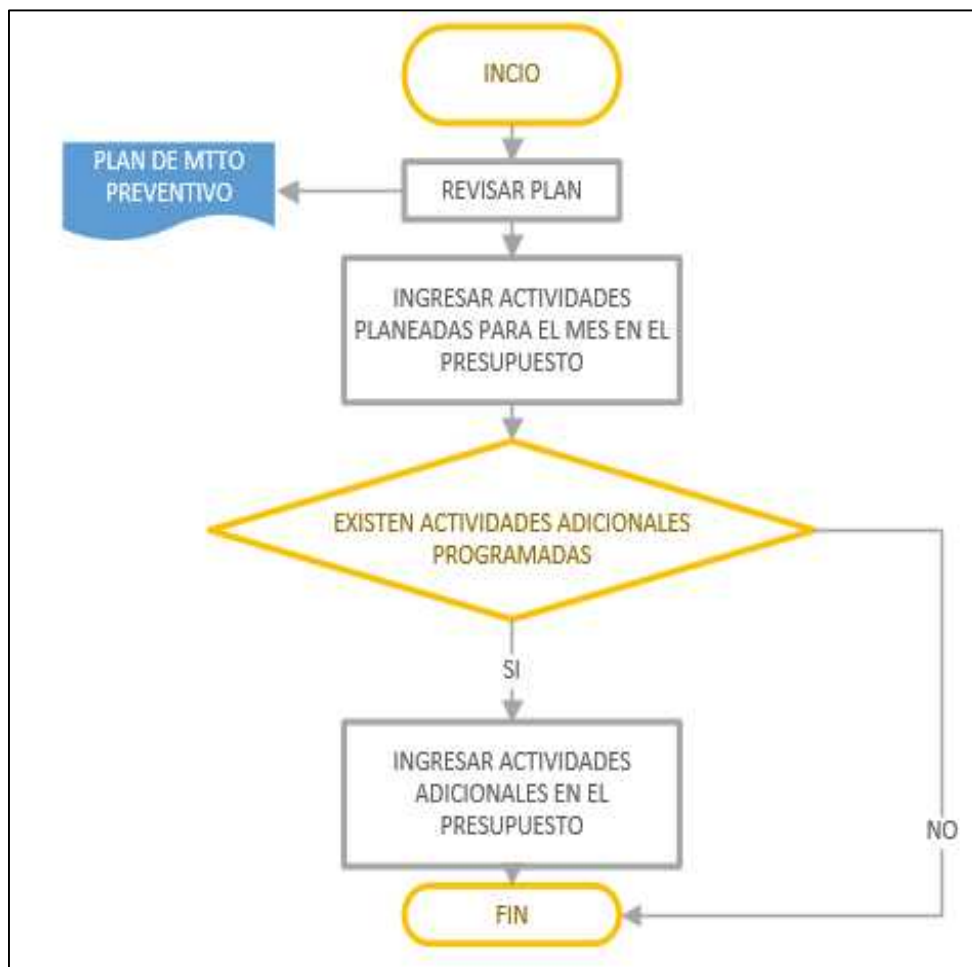 INCIO
PLAN DE MTTO
PREVENTIVO
REVISAR PLAN
INGRESAR ACTIVIDADES
PLANEADAS PARA EL MES EN EL
PRESUPUESTO
EXISTEN ACTIVIDADES ADICIONALES
PROGRAMADAS
SI
INGRESAR ACTIVIDADES
ADICIONALES EN EL
PRESUPUESTO
NO
FIN